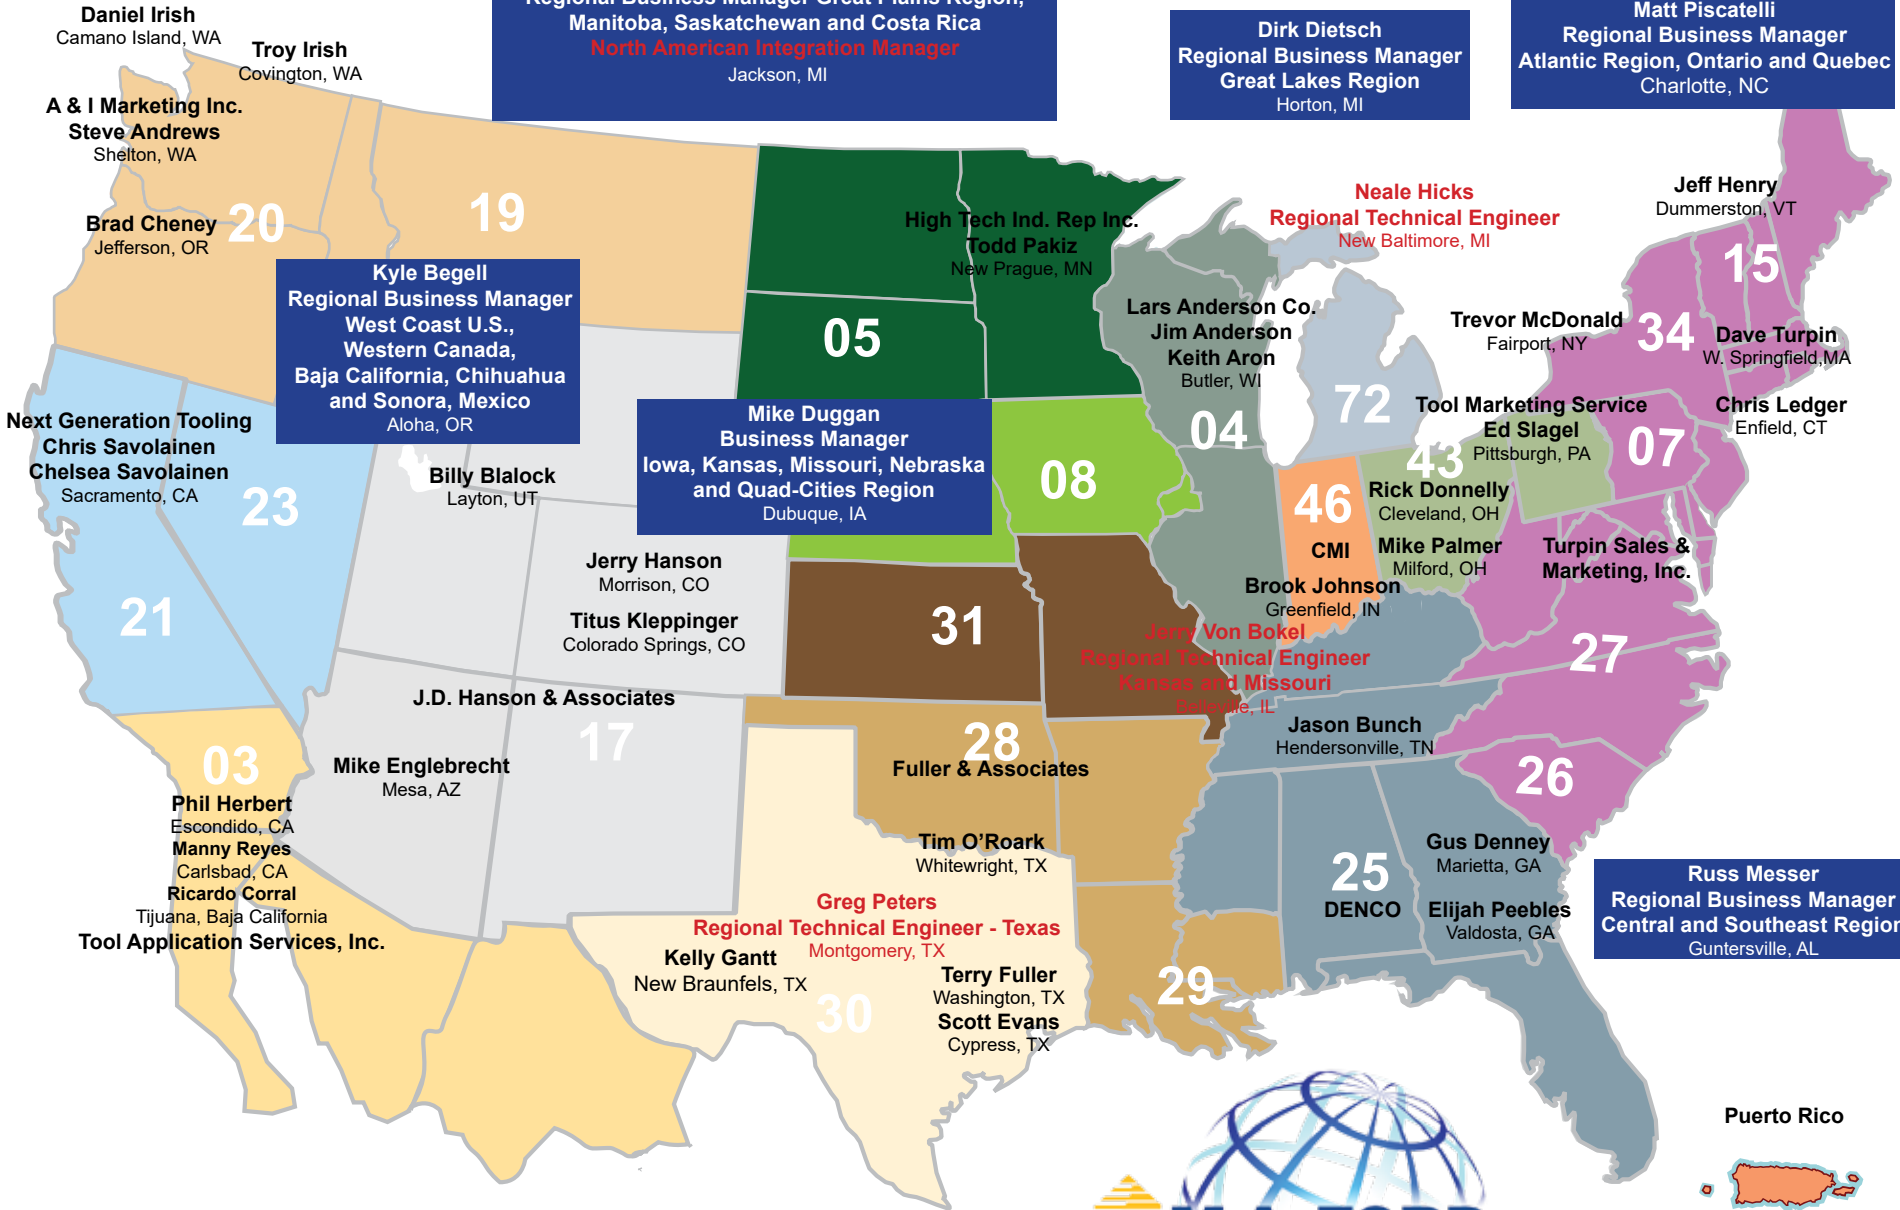 Regional Business Manager Great Plains Region,
Manitoba, Saskatchewan and Costa Rica
North American Integration Manager
Jackson, MI
Dirk Dietsch
Regional Business Manager
Great Lakes Region
Horton, MI
Matt Piscatelli
Regional Business Manager
Atlantic Region, Ontario and Quebec
Charlotte, NC
Daniel Irish
Camano Island, WA
Troy Irish
Covington, WA
A & I Marketing Inc.
Steve Andrews
Shelton, WA
Brad Cheney
Jefferson, OR
20
19
Kyle Begell
Regional Business Manager
West Coast U.S.,
Western Canada,
Baja California, Chihuahua
and Sonora, Mexico
Aloha, OR
High Tech Ind. Rep Inc.
Todd Pakiz
New Prague, MN
05
Neale Hicks
Regional Technical Engineer
New Baltimore, MI
Lars Anderson Co.
Jim Anderson
Keith Aron
Butler, WI
04
72
Jeff Henry
Dummerston, VT
15
Trevor McDonald
Fairport, NY
34
Dave Turpin
W. Springfield,MA
Chris Ledger
Enfield, CT
Tool Marketing Service
Ed Slagel
Pittsburgh, PA
07
43
Rick Donnelly
Cleveland, OH
Mike Palmer
Milford, OH
Turpin Sales &
Marketing, Inc.
46
CMI
Brook Johnson
Greenfield, IN
Next Generation Tooling
Chris Savolainen
Chelsea Savolainen
Sacramento, CA
23
21
Billy Blalock
Layton, UT
Mike Duggan
Business Manager
Iowa, Kansas, Missouri, Nebraska
and Quad-Cities Region
Dubuque, IA
08
Jerry Hanson
Morrison, CO
Titus Kleppinger
Colorado Springs, CO
J.D. Hanson & Associates
17
Mike Englebrecht
Mesa, AZ
31
Jerry Von Bokel
Regional Technical Engineer
Kansas and Missouri
Belleville, IL
27
26
Jason Bunch
Hendersonville, TN
28
Fuller & Associates
Tim O’Roark
Whitewright, TX
03
Phil Herbert
Escondido, CA
Manny Reyes
Carlsbad, CA
Ricardo Corral
Tijuana, Baja California
Tool Application Services, Inc.
Greg Peters
Regional Technical Engineer - Texas
Montgomery, TX
Kelly Gantt
New Braunfels, TX
30
Terry Fuller
Washington, TX
Scott Evans
Cypress, TX
29
25
DENCO
Gus Denney
Marietta, GA
Elijah Peebles
Valdosta, GA
Russ Messer
Regional Business Manager
Central and Southeast Region
Guntersville, AL
Puerto Rico